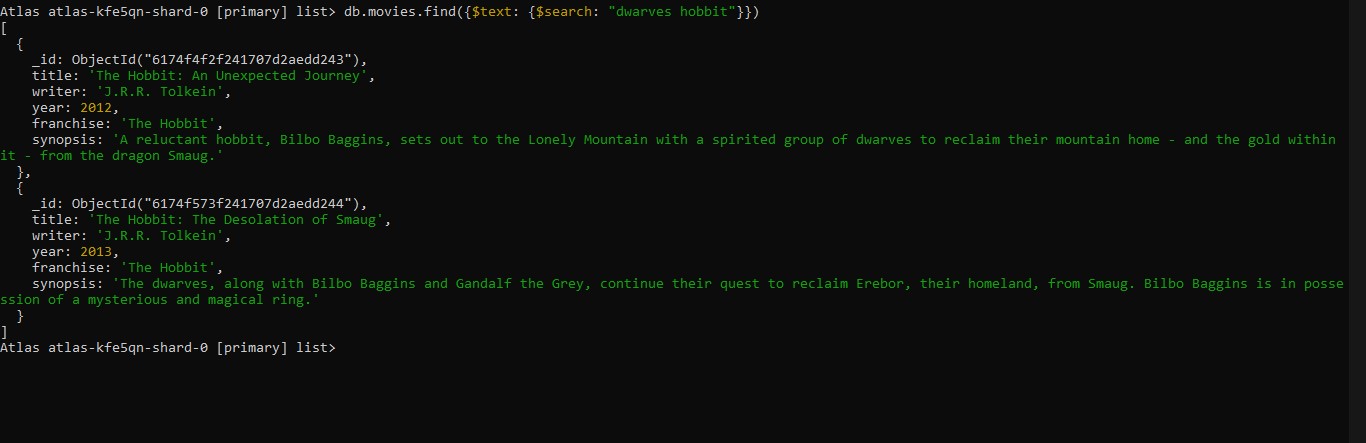 Atlas atlas-kfe5qn-shard-0 [primary] list> db.movies.find({$text: {$search: "dwarves hobbit"}})
[
  {
    _id: ObjectId("6174f4f2f241707d2aedd243"),
    title: 'The Hobbit: An Unexpected Journey',
    writer: 'J.R.R. Tolkein',
    year: 2012,
    franchise: 'The Hobbit',
    synopsis: 'A reluctant hobbit, Bilbo Baggins, sets out to the Lonely Mountain with a spirited group of dwarves to reclaim their mountain home - and the gold within
it - from the dragon Smaug.'
  },
  {
    _id: ObjectId("6174f573f241707d2aedd244"),
    title: 'The Hobbit: The Desolation of Smaug',
    writer: 'J.R.R. Tolkein',
    year: 2013,
    franchise: 'The Hobbit',
    synopsis: 'The dwarves, along with Bilbo Baggins and Gandalf the Grey, continue their quest to reclaim Erebor, their homeland, from Smaug. Bilbo Baggins is in posse
ssion of a mysterious and magical ring.'
  }
]
Atlas atlas-kfe5qn-shard-0 [primary] list>